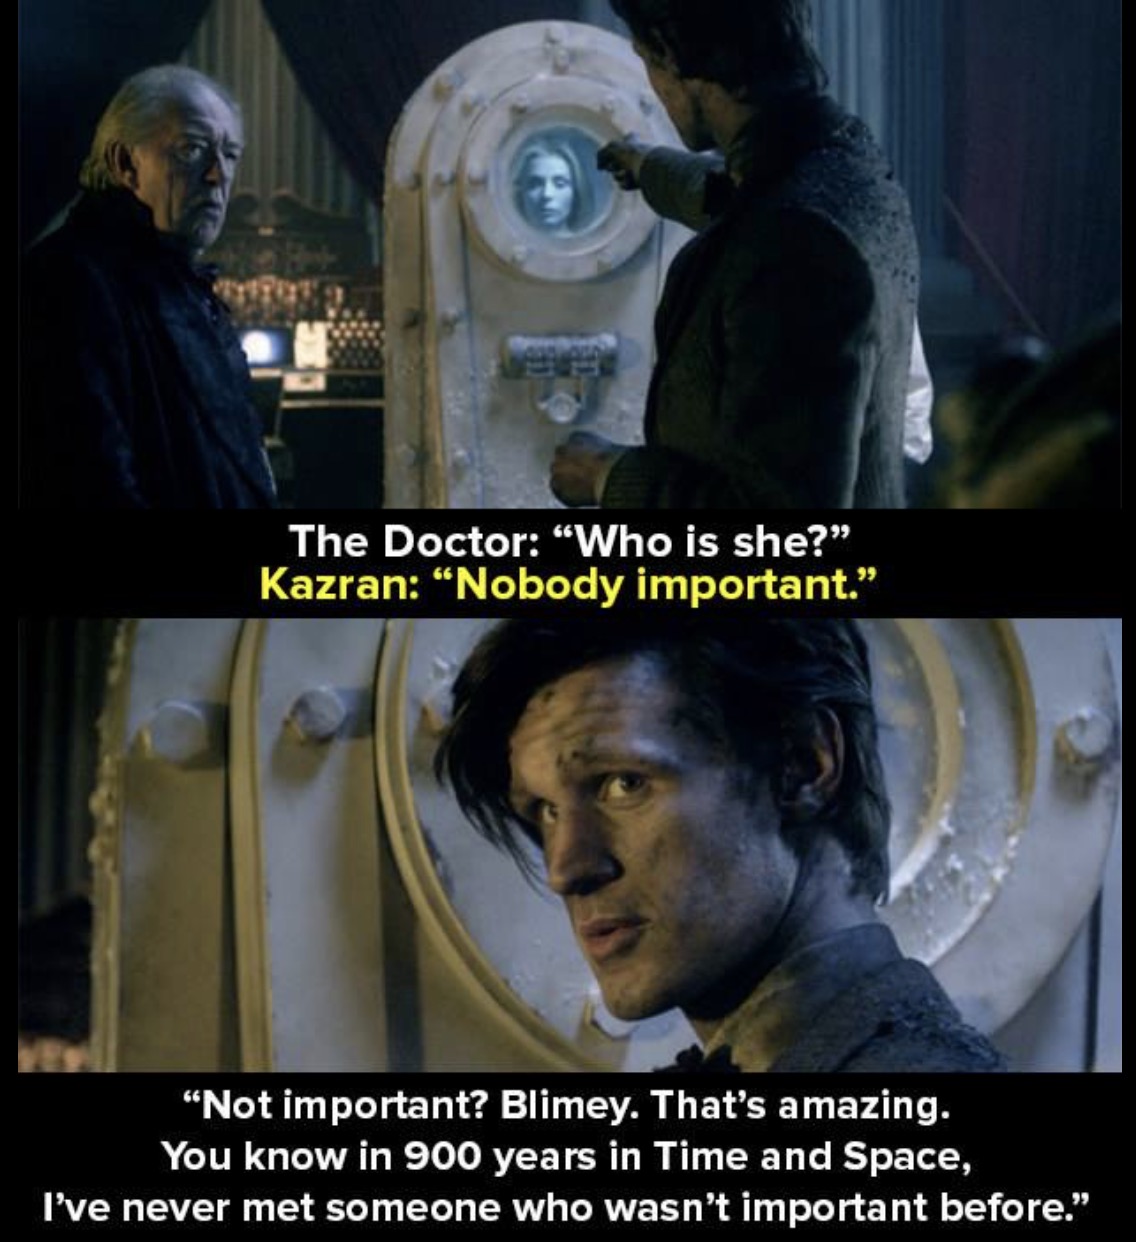 The Doctor: “Who is she?”
Kazran: “Nobody important.”
“Not important? Blimey. That’s amazing.
You know in 900 years in Time and Space,
I’ve never met someone who wasn’t important before.”